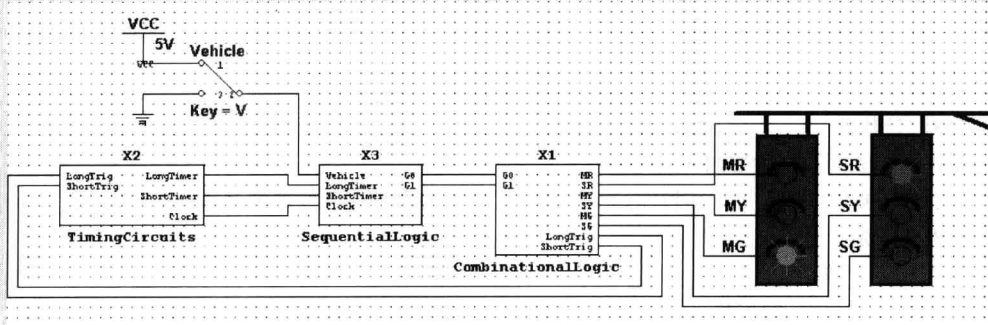 VCC
5V
Vehicle
VCC
1
2
Key = V
X2
LongTrig LongTimer
ShortTrig
ShortTimer
Clock
TimingCircuits
X3
Vehicle G0
LongTimer G1
ShortTimer
Clock
SequentialLogic
X1
G0 MR
G1 SR
MY
SY
MG
SG
LongTrig
ShortTrig
CombinationalLogic
MR
MY
MG
SR
SY
SG